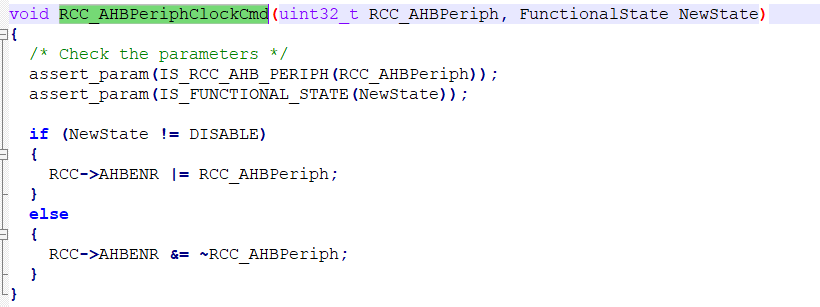 void RCC_AHBPeriphClockCmd(uint32_t RCC_AHBPeriph, FunctionalState NewState)
{
  /* Check the parameters */
  assert_param(IS_RCC_AHB_PERIPH(RCC_AHBPeriph));
  assert_param(IS_FUNCTIONAL_STATE(NewState));

  if (NewState != DISABLE)
  {
    RCC->AHBENR |= RCC_AHBPeriph;
  }
  else
  {
    RCC->AHBENR &= ~RCC_AHBPeriph;
  }
}